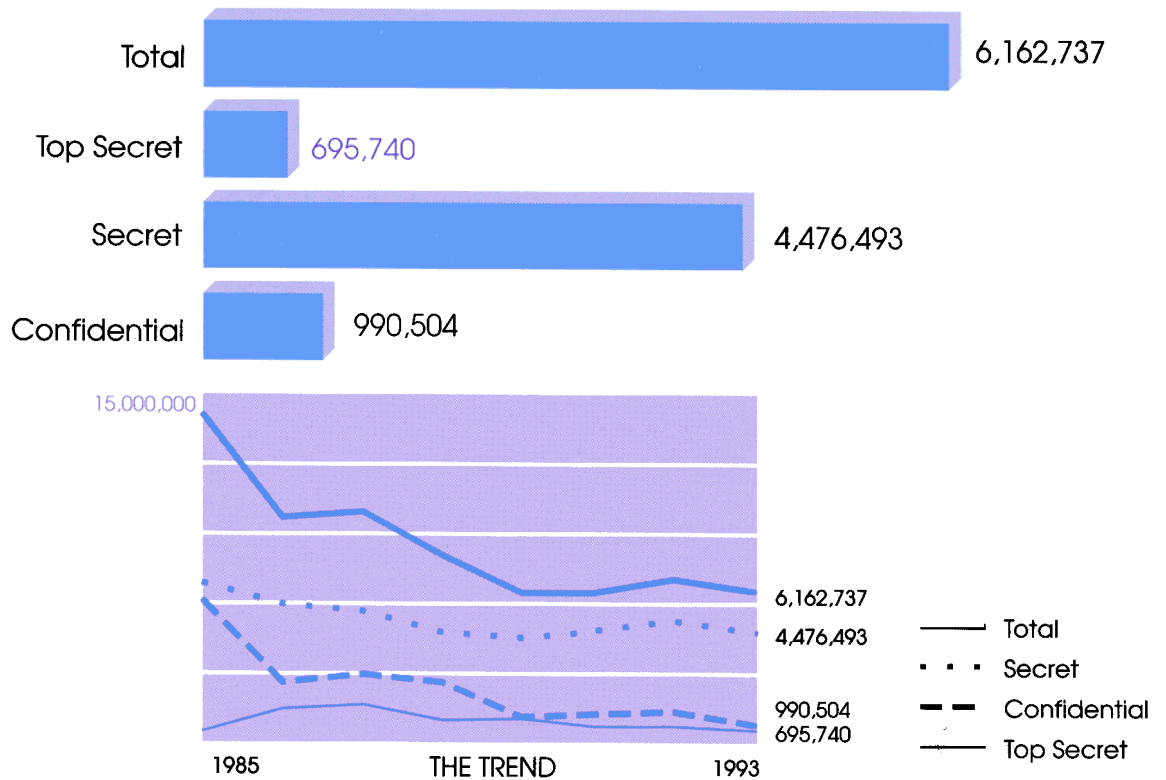 Total 6,162,737
Top Secret 695,740
Secret 4,476,493
Confidential 990,504
15,000,000
6,162,737
4,476,493
990,504
695,740
1985 THE TREND 1993
Total
Secret
Confidential
Top Secret